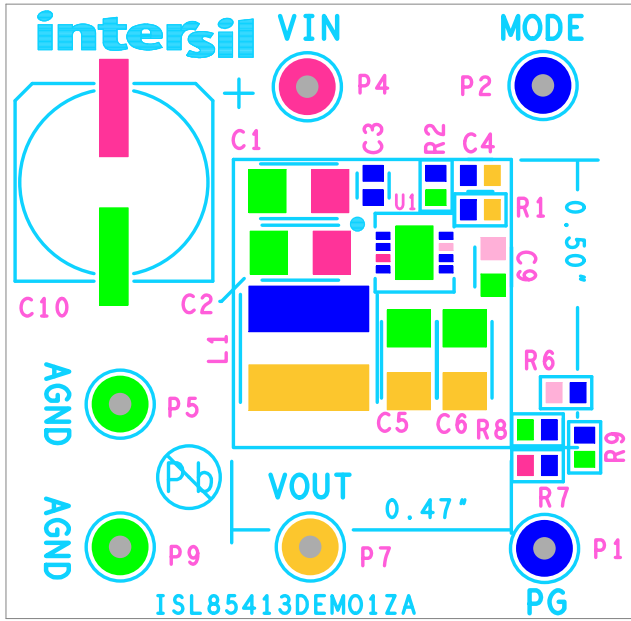 intersil
VIN
MODE
P4
P2
C1
C3
R2
C4
U1
R1
0.50"
C9
C10
C2
L1
R6
AGND
P5
C5
C6
R8
R9
Pb
VOUT
R7
0.47"
AGND
P9
P7
P1
ISL85413DEMO1ZA
PG